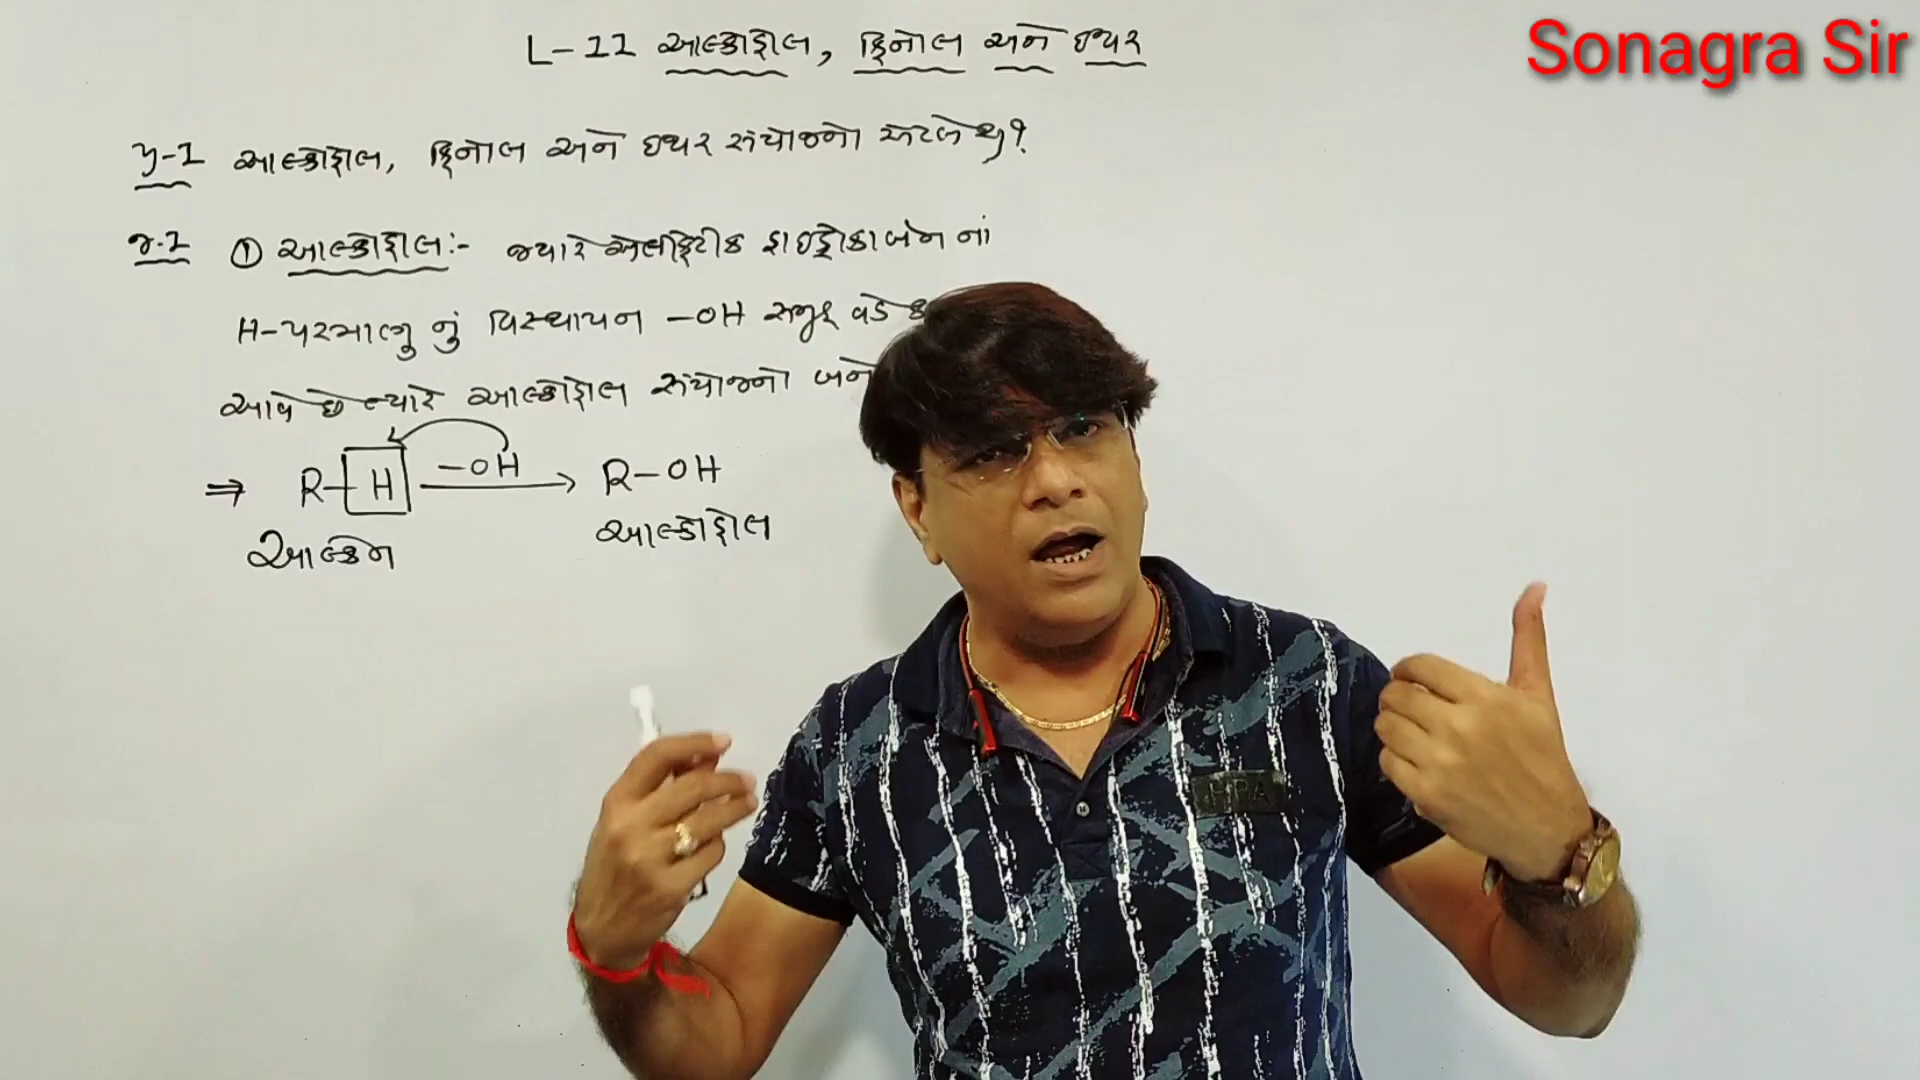 Sonagra Sir
L-11 આલ્કોહોલ, ફિનોલ અને ઇથર
પ્ર-1 આલ્કોહોલ, ફિનોલ અને ઇથર સંયોજનો એટલે શું?
જ.1 ① આલ્કોહોલ:- જ્યારે એલીફેટીક હાઇડ્રોકાર્બનનાં
H-પરમાણુનું વિસ્થાપન -OH સમૂહ વડે ક
આવે છે ત્યારે આલ્કોહોલ સંયોજનો બને
⇒ R-H -OH → R-OH
આલ્કેન આલ્કોહોલ